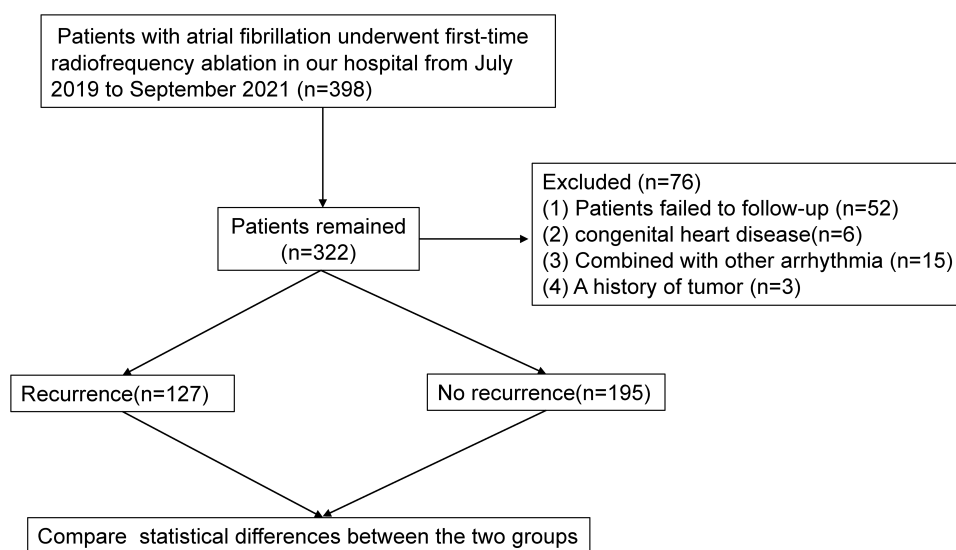 Patients with atrial fibrillation underwent first-time
radiofrequency ablation in our hospital from July
2019 to September 2021 (n=398)
Excluded (n=76)
(1) Patients failed to follow-up (n=52)
(2) congenital heart disease(n=6)
(3) Combined with other arrhythmia (n=15)
(4) A history of tumor (n=3)
Patients remained
(n=322)
Recurrence(n=127)
No recurrence(n=195)
Compare statistical differences between the two groups